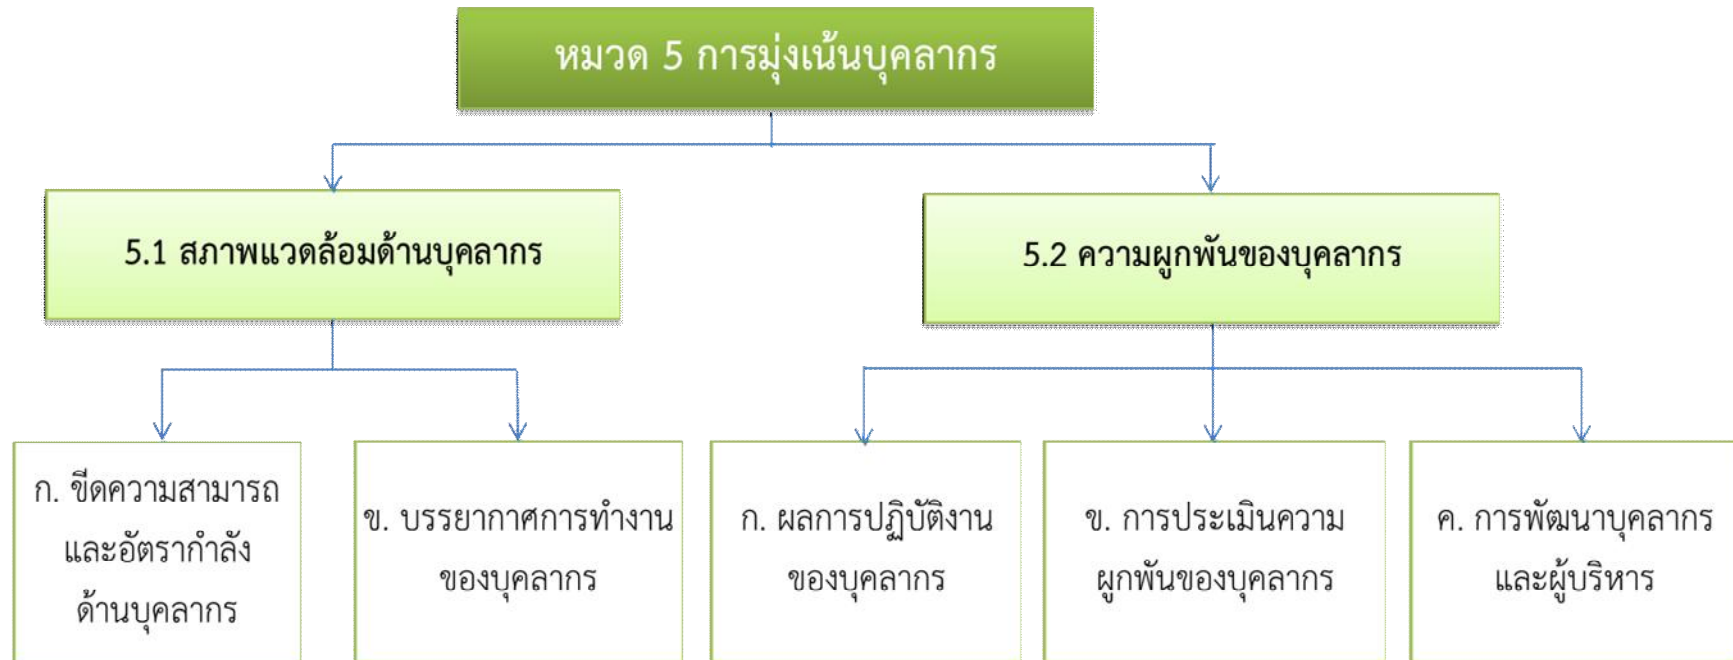 หมวด 5 การมุ่งเน้นบุคลากร
5.1 สภาพแวดล้อมด้านบุคลากร
5.2 ความผูกพันของบุคลากร
ก. ขีดความสามารถ
และอัตรากำลัง
ด้านบุคลากร
ข. บรรยากาศการทำงาน
ของบุคลากร
ก. ผลการปฏิบัติงาน
ของบุคลากร
ข. การประเมินความ
ผูกพันของบุคลากร
ค. การพัฒนาบุคลากร
และผู้บริหาร